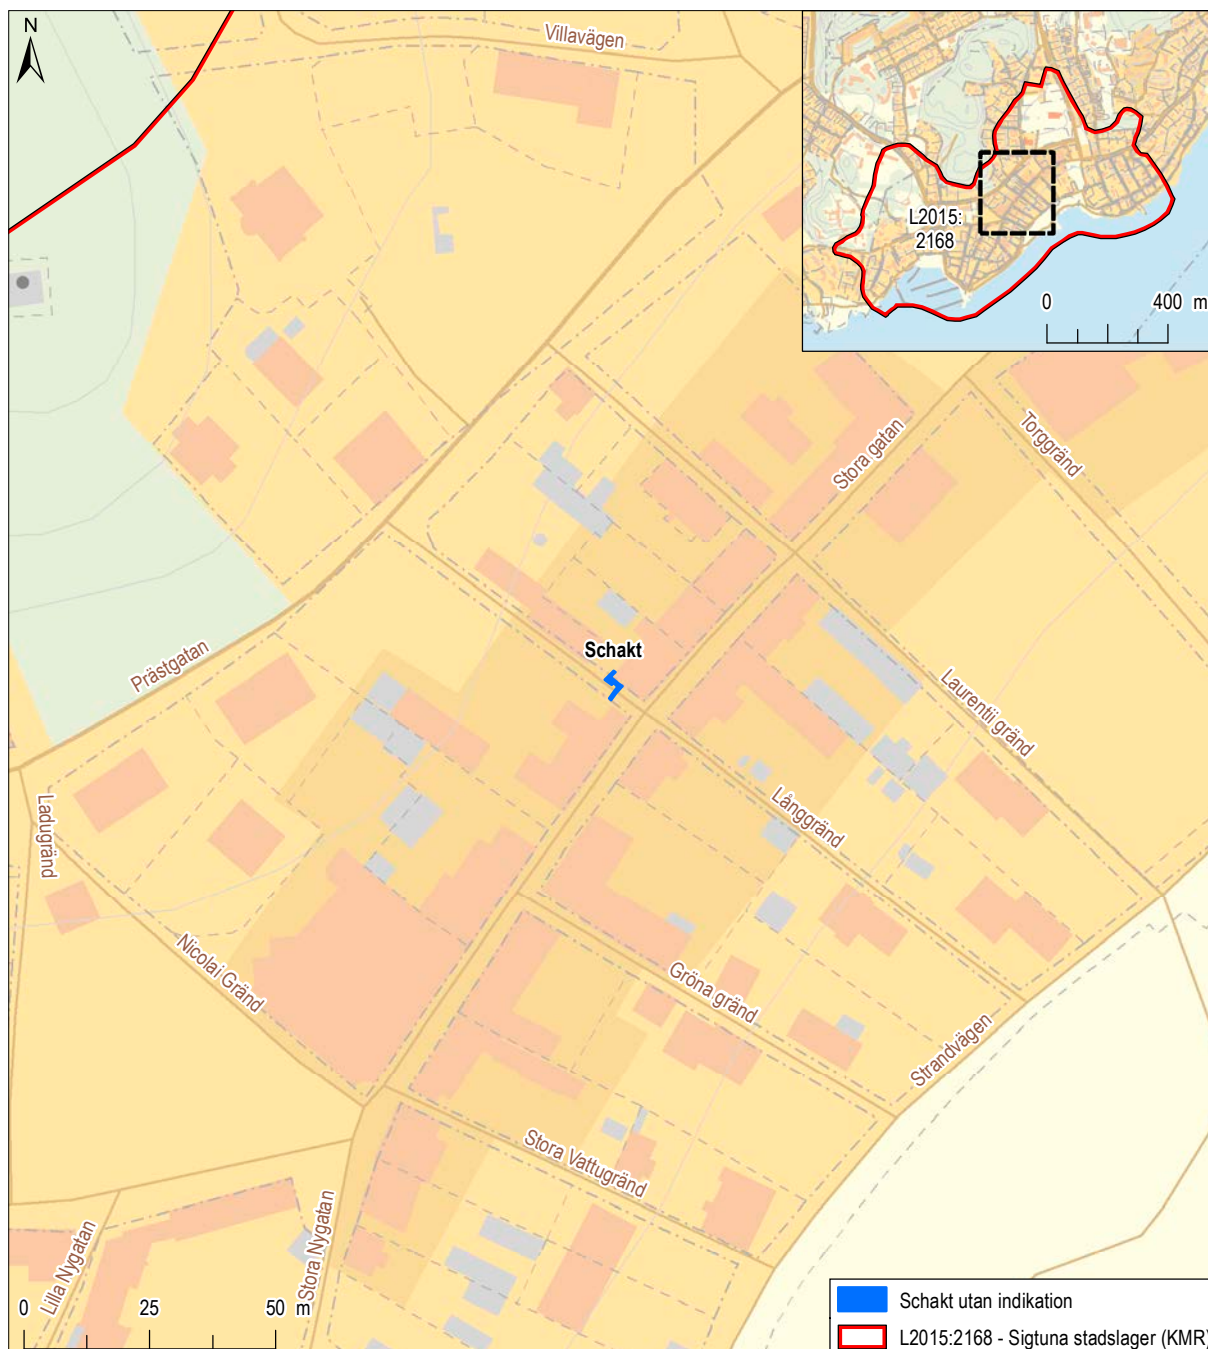 N
Villavägen
L2015:
2168
0 400 m
Stora gatan
Torggränd
Schakt
Prästgatan
Laurentii gränd
Långgränd
Ladugränd
Nicolai Gränd
Gröna gränd
Strandvägen
Stora Vattugränd
Stora Nygatan
Lilla Nygatan
0 25 50 m
Schakt utan indikation
L2015:2168 - Sigtuna stadslager (KMR)